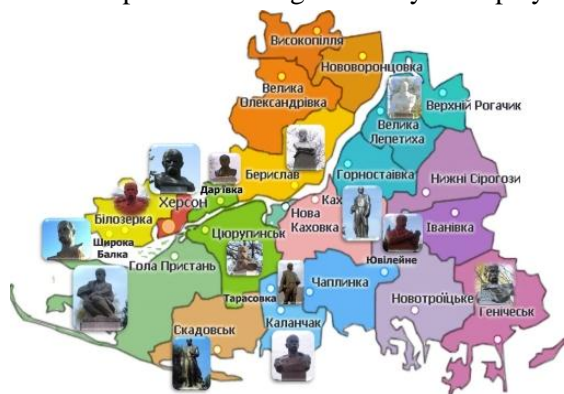 Високопілля
Нововоронцовка
Велика
Олександрівка
Верхній Рогачик
Велика
Лепетиха
Берислав
Горностаївка
Нижні Сірогози
Дар'ївка
Херсон
Білозерка
Ках
Нова
Каховка
Іванівка
Цюрупинськ
Широка
Балка
Гола Пристань
Ювілейне
Тарасовка
Чаплинка
Новотроїцьке
Генічеськ
Каланчак
Скадовськ